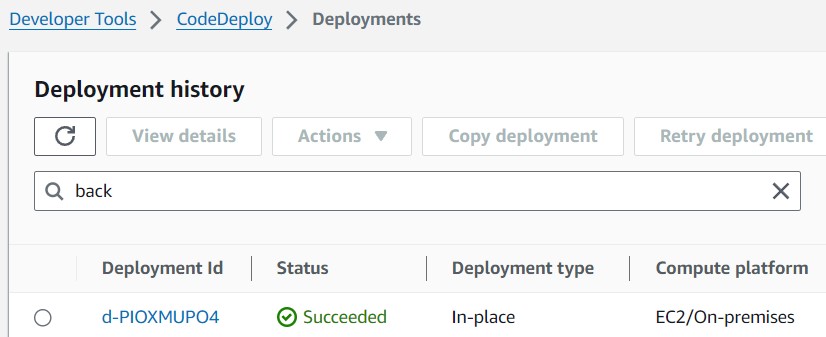 Developer Tools > CodeDeploy > Deployments
Deployment history
View details Actions Copy deployment Retry deployment
back
Deployment Id Status Deployment type Compute platform
d-PIOXMUPO4 Succeeded In-place EC2/On-premises